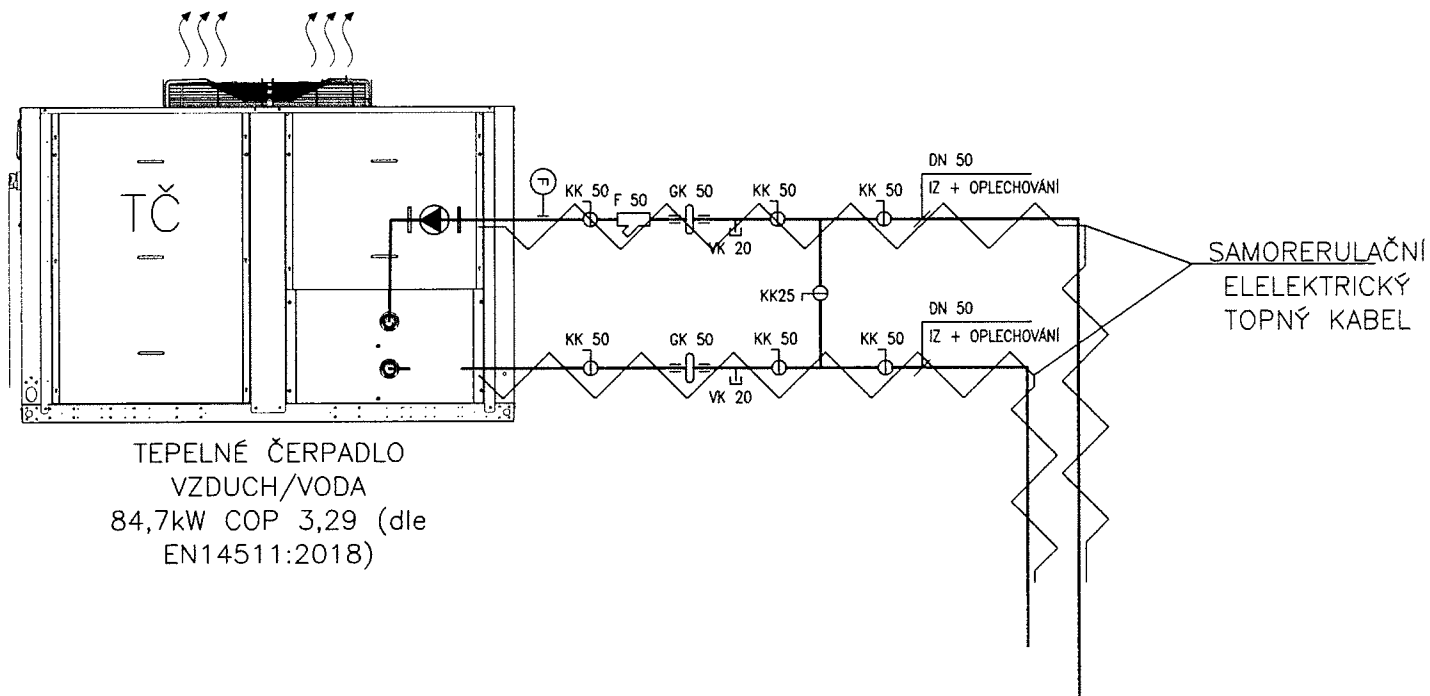 TČ
F
KK 50
F 50
GK 50
KK 50
KK 50
DN 50
IZ + OPLECHOVÁNÍ
VK 20
SAMORERULAČNÍ
ELELEKTRICKÝ
TOPNÝ KABEL
KK25
KK 50
GK 50
KK 50
KK 50
DN 50
IZ + OPLECHOVÁNÍ
VK 20
TEPELNÉ ČERPADLO
VZDUCH/VODA
84,7kW COP 3,29 (dle
EN14511:2018)